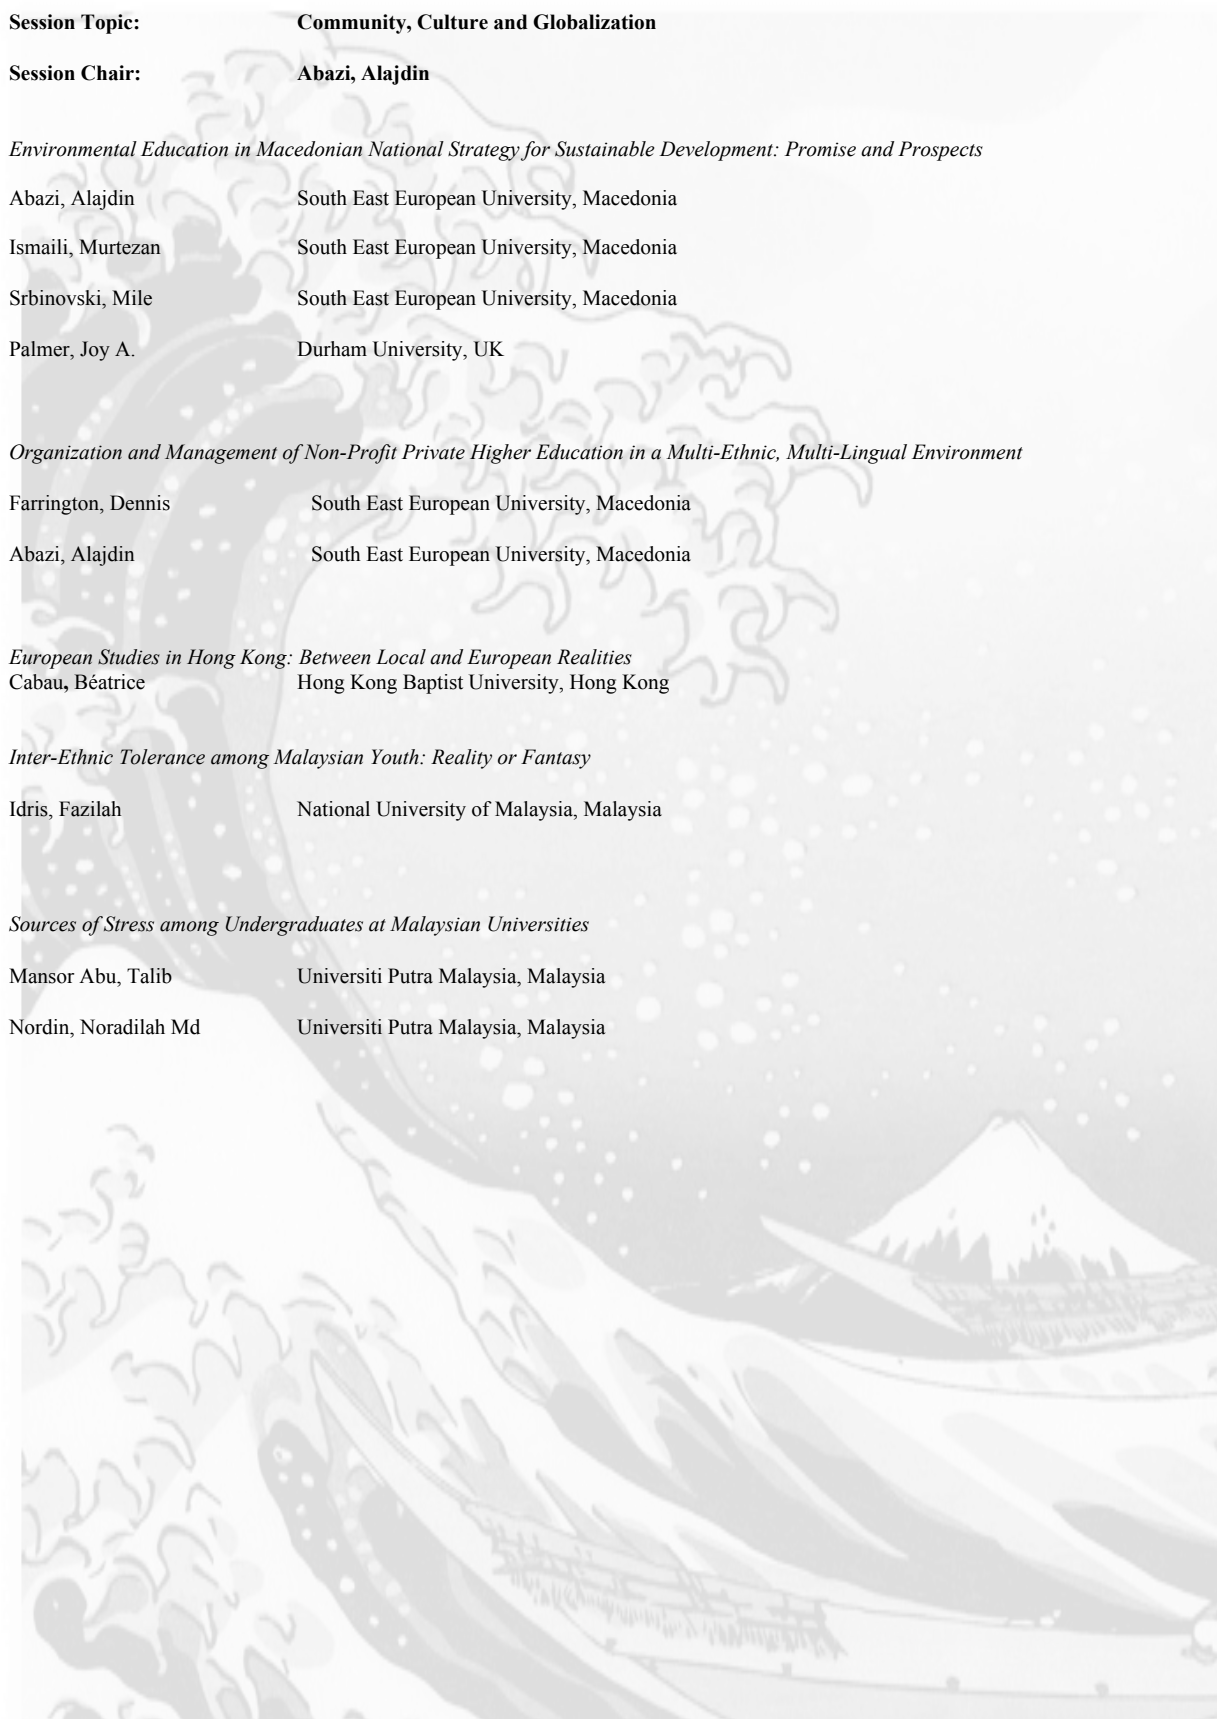 Session Topic: Community, Culture and Globalization
Session Chair: Abazi, Alajdin
Environmental Education in Macedonian National Strategy for Sustainable Development: Promise and Prospects
Abazi, Alajdin South East European University, Macedonia
Ismaili, Murtezan South East European University, Macedonia
Srbinovski, Mile South East European University, Macedonia
Palmer, Joy A. Durham University, UK
Organization and Management of Non-Profit Private Higher Education in a Multi-Ethnic, Multi-Lingual Environment
Farrington, Dennis South East European University, Macedonia
Abazi, Alajdin South East European University, Macedonia
European Studies in Hong Kong: Between Local and European Realities
Cabau, Béatrice Hong Kong Baptist University, Hong Kong
Inter-Ethnic Tolerance among Malaysian Youth: Reality or Fantasy
Idris, Fazilah National University of Malaysia, Malaysia
Sources of Stress among Undergraduates at Malaysian Universities
Mansor Abu, Talib Universiti Putra Malaysia, Malaysia
Nordin, Noradilah Md Universiti Putra Malaysia, Malaysia